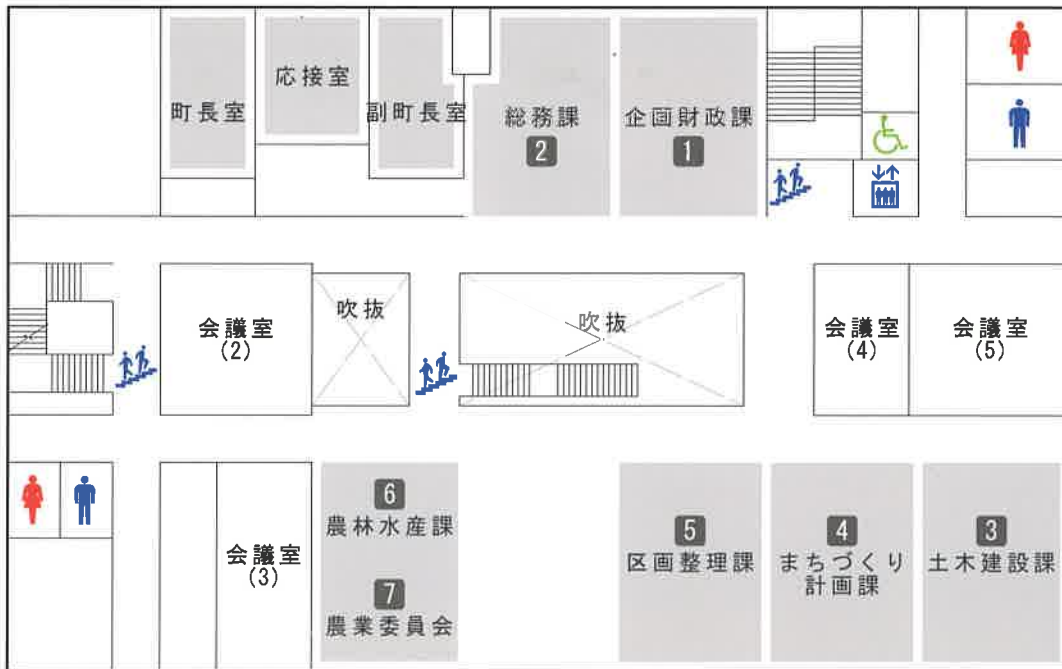 町長室
応接室
副町長室
総務課
2
企画財政課
1
会議室
(2)
吹抜
吹抜
会議室
(4)
会議室
(5)
会議室
(3)
6
農林水産課
7
農業委員会
5
区画整理課
4
まちづくり
計画課
3
土木建設課